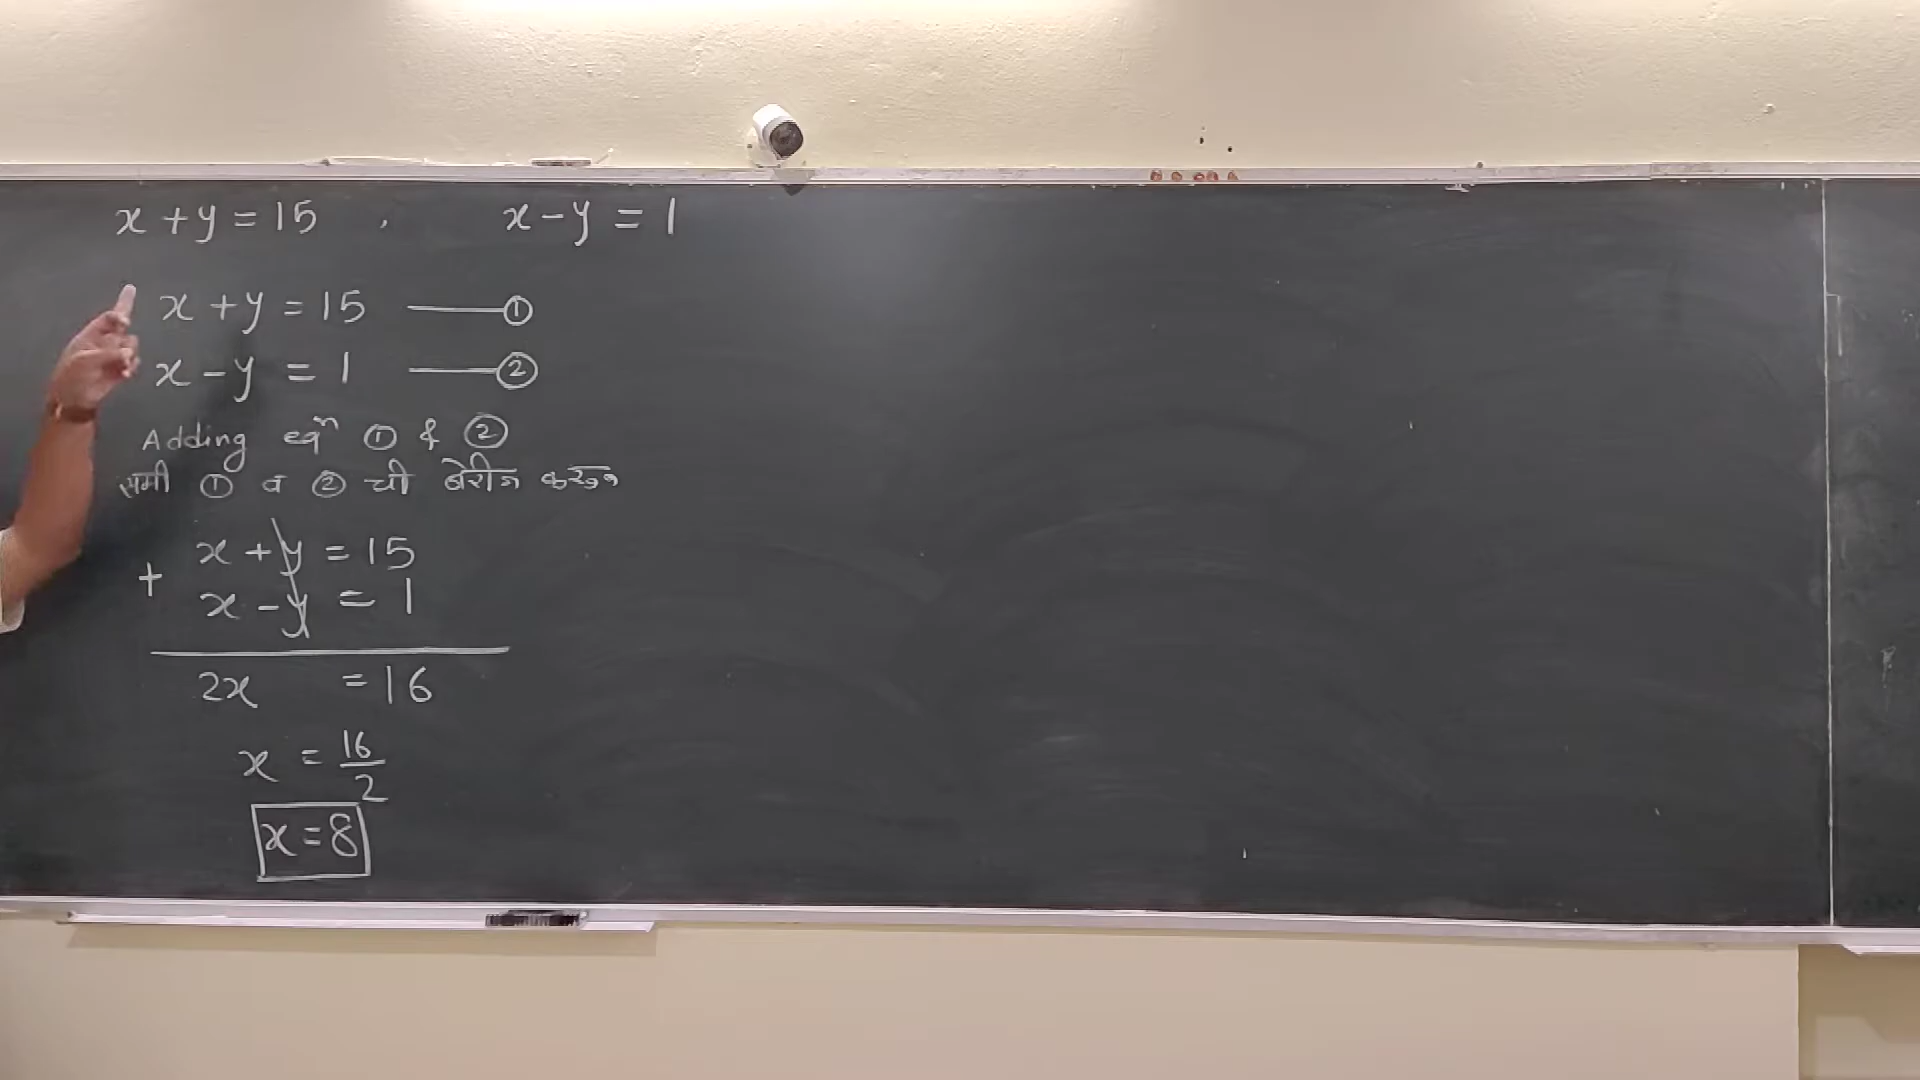 x + y = 15 , x - y = 1
x + y = 15 —— ①
x - y = 1 —— ②
Adding eqⁿ ① & ②
समी ① व ② ची बेरीज करून
x + y = 15
+
x - y = 1
2x = 16
x = 16/2
x = 8